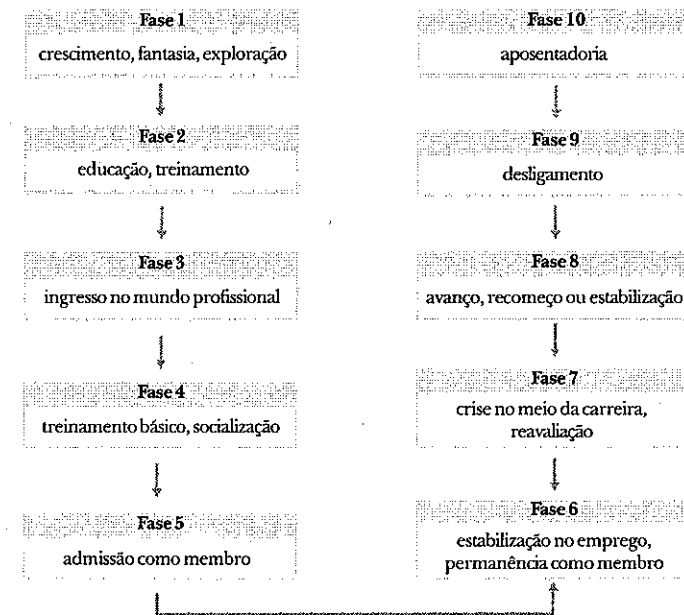 Fase 1
crescimento, fantasia, exploração
Fase 2
educação, treinamento
Fase 3
ingresso no mundo profissional
Fase 4
treinamento básico, socialização
Fase 5
admissão como membro
Fase 10
aposentadoria
Fase 9
desligamento
Fase 8
avanço, recomeço ou estabilização
Fase 7
crise no meio da carreira,
reavaliação
Fase 6
estabilização no emprego,
permanência como membro